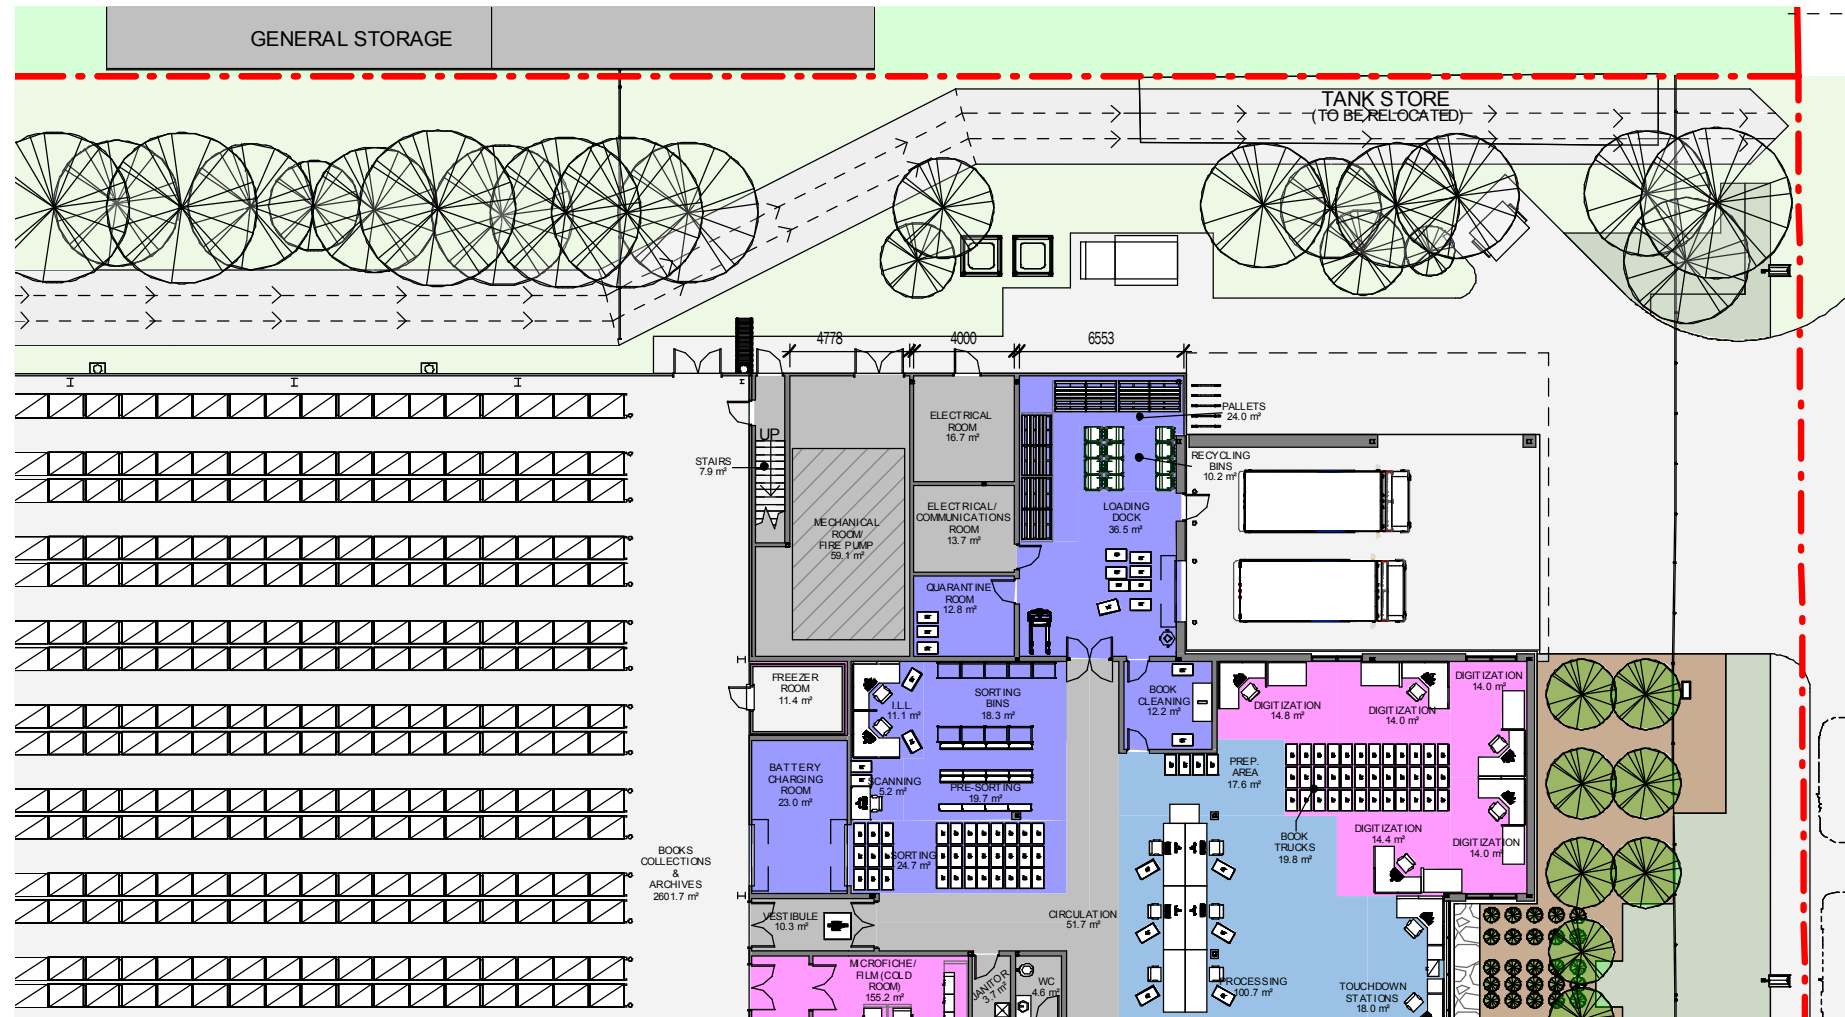 GENERAL STORAGE
TANK STORE
(TO BE RELOCATED)
4778
4000
6553
UP
STAIRS
7.9 m²
MECHANICAL
ROOM/
FIRE PUMP
59.1 m²
ELECTRICAL
ROOM
16.7 m²
ELECTRICAL/
COMMUNICATIONS
ROOM
13.7 m²
QUARANTINE
ROOM
12.8 m²
PALLETS
24.0 m²
RECYCLING
BINS
10.2 m²
LOADING
DOCK
36.5 m²
FREEZER
ROOM
11.4 m²
I.L.L.
11.1 m²
SORTING
BINS
18.3 m²
BOOK
CLEANING
12.2 m²
DIGITIZATION
14.8 m²
DIGITIZATION
14.0 m²
DIGITIZATION
14.0 m²
BATTERY
CHARGING
ROOM
23.0 m²
SCANNING
5.2 m²
PRE-SORTING
19.7 m²
PREP.
AREA
17.6 m²
SORTING
24.7 m²
BOOK
TRUCKS
19.8 m²
DIGITIZATION
14.4 m²
DIGITIZATION
14.0 m²
BOOKS
COLLECTIONS
&
ARCHIVES
2601.7 m²
VESTIBULE
10.3 m²
CIRCULATION
51.7 m²
MICROFICHE/
FILM (COLD
ROOM)
155.2 m²
JANITOR
3.7 m²
WC
4.6 m²
PROCESSING
100.7 m²
TOUCHDOWN
STATIONS
18.0 m²